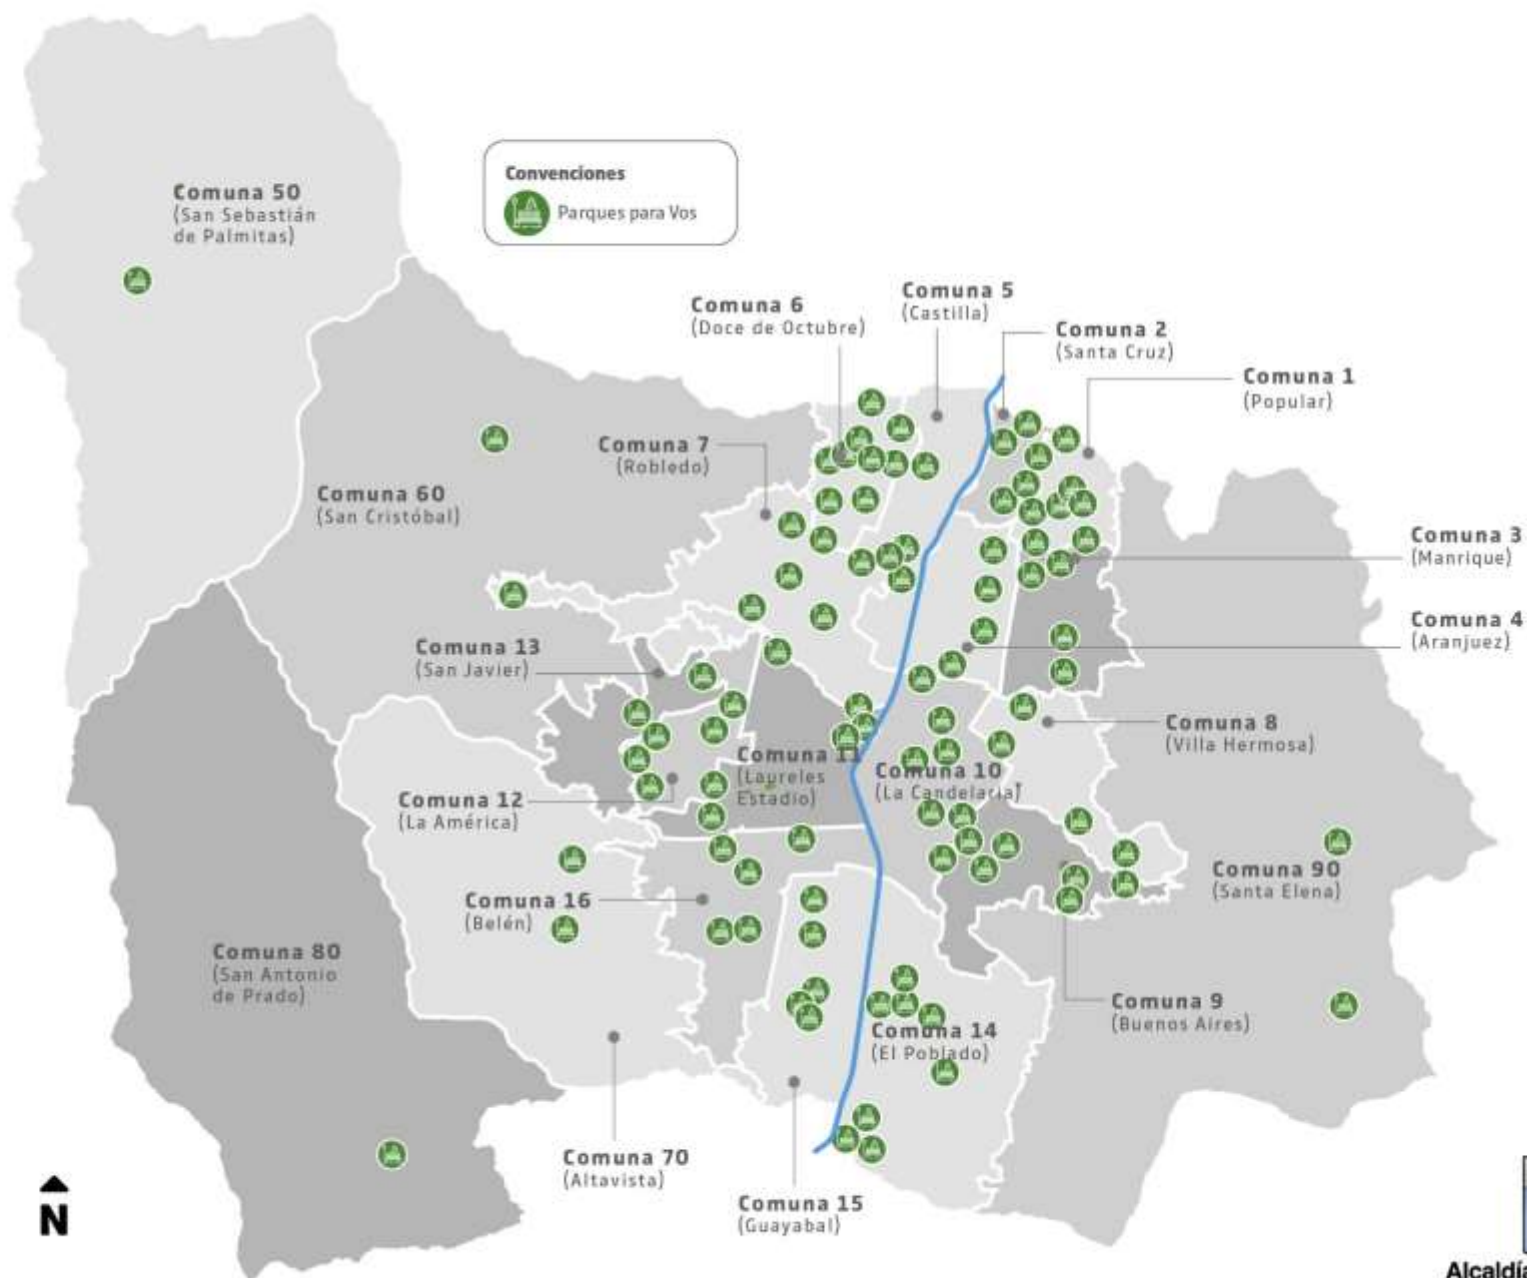 Comuna 50
(San Sebastián
de Palmitas)
Convenciones
Parques para Vos
Comuna 6
(Doce de Octubre)
Comuna 5
(Castilla)
Comuna 2
(Santa Cruz)
Comuna 1
(Popular)
Comuna 7
(Robledo)
Comuna 60
(San Cristóbal)
Comuna 3
(Manrique)
Comuna 4
(Aranjuez)
Comuna 13
(San Javier)
Comuna 8
(Villa Hermosa)
Comuna 11
(Laureles
Estadio)
Comuna 10
(La Candelaria)
Comuna 12
(La América)
Comuna 16
(Belén)
Comuna 90
(Santa Elena)
Comuna 80
(San Antonio
de Prado)
Comuna 9
(Buenos Aires)
Comuna 14
(El Poblado)
Comuna 70
(Altavista)
Comuna 15
(Guayabal)
N
Alcaldía